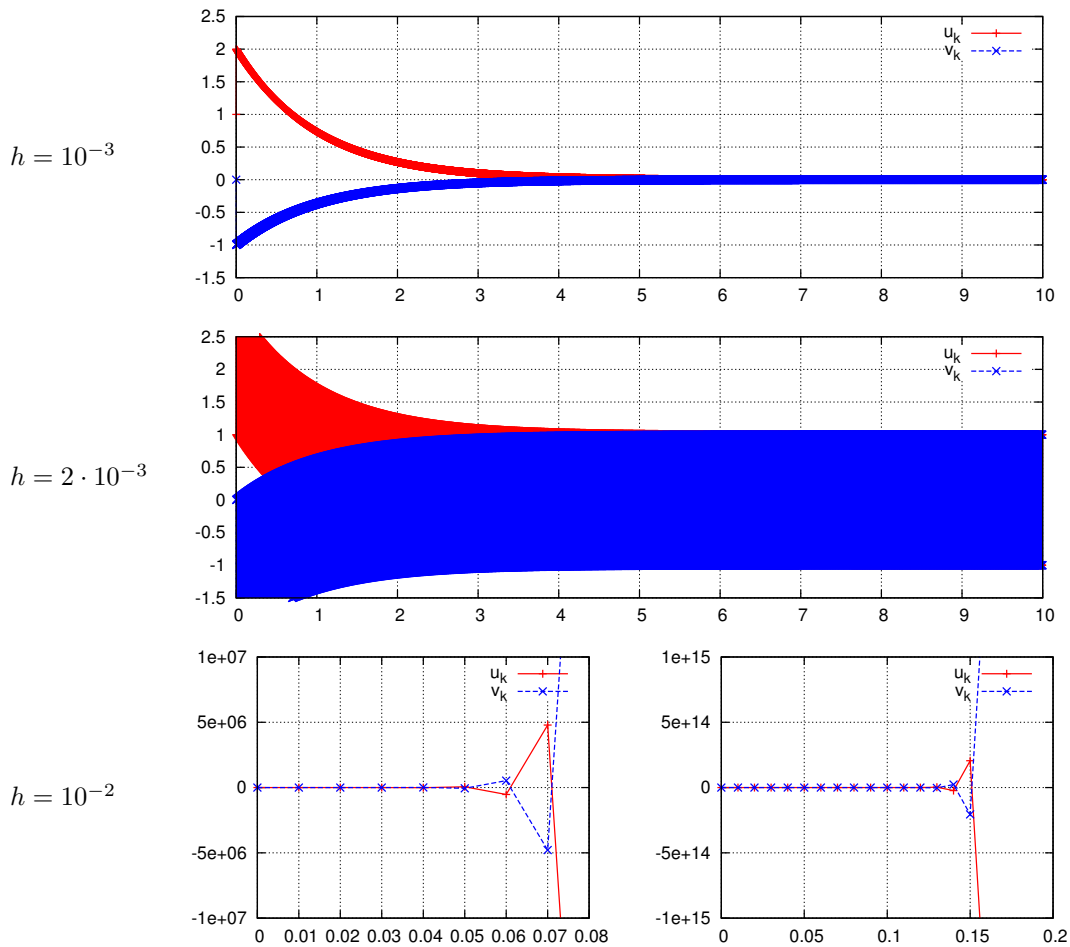 2.5
2
1.5
1
0.5
0
-0.5
-1
-1.5
0 1 2 3 4 5 6 7 8 9 10
u_k
v_k
h = 10⁻³
2.5
2
1.5
1
0.5
0
-0.5
-1
-1.5
0 1 2 3 4 5 6 7 8 9 10
u_k
v_k
h = 2 · 10⁻³
1e+07
5e+06
0
-5e+06
-1e+07
0 0.01 0.02 0.03 0.04 0.05 0.06 0.07 0.08
u_k
v_k
1e+15
5e+14
0
-5e+14
-1e+15
0 0.05 0.1 0.15 0.2
u_k
v_k
h = 10⁻²